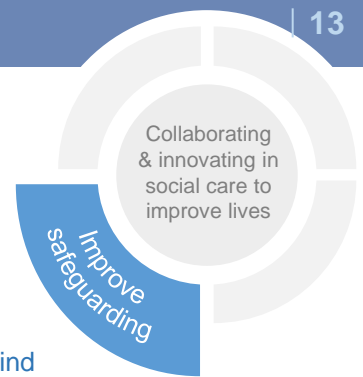 | 13
Collaborating
& innovating in
social care to
improve lives
Improve
safeguarding
ind